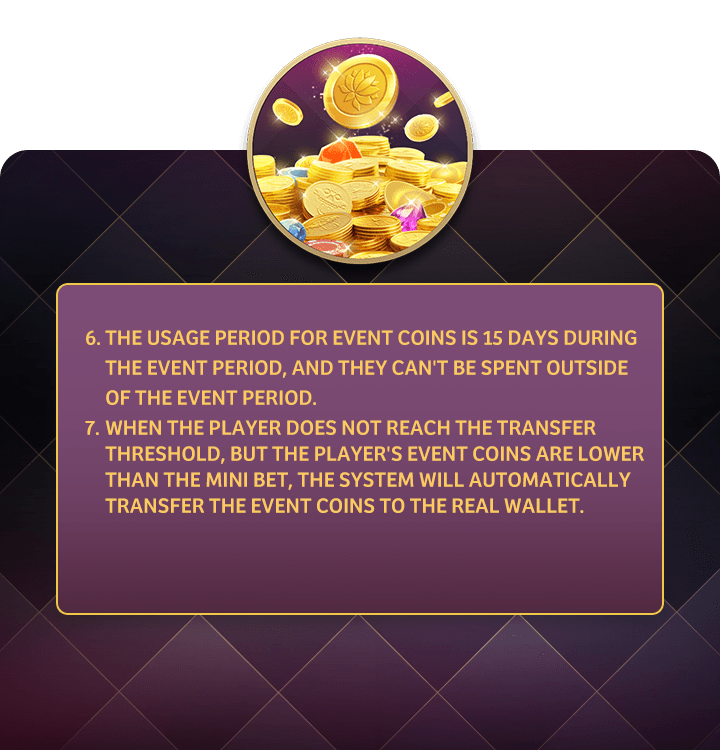 6. THE USAGE PERIOD FOR EVENT COINS IS 15 DAYS DURING
THE EVENT PERIOD, AND THEY CAN'T BE SPENT OUTSIDE
OF THE EVENT PERIOD.
7. WHEN THE PLAYER DOES NOT REACH THE TRANSFER
THRESHOLD, BUT THE PLAYER'S EVENT COINS ARE LOWER
THAN THE MINI BET, THE SYSTEM WILL AUTOMATICALLY
TRANSFER THE EVENT COINS TO THE REAL WALLET.